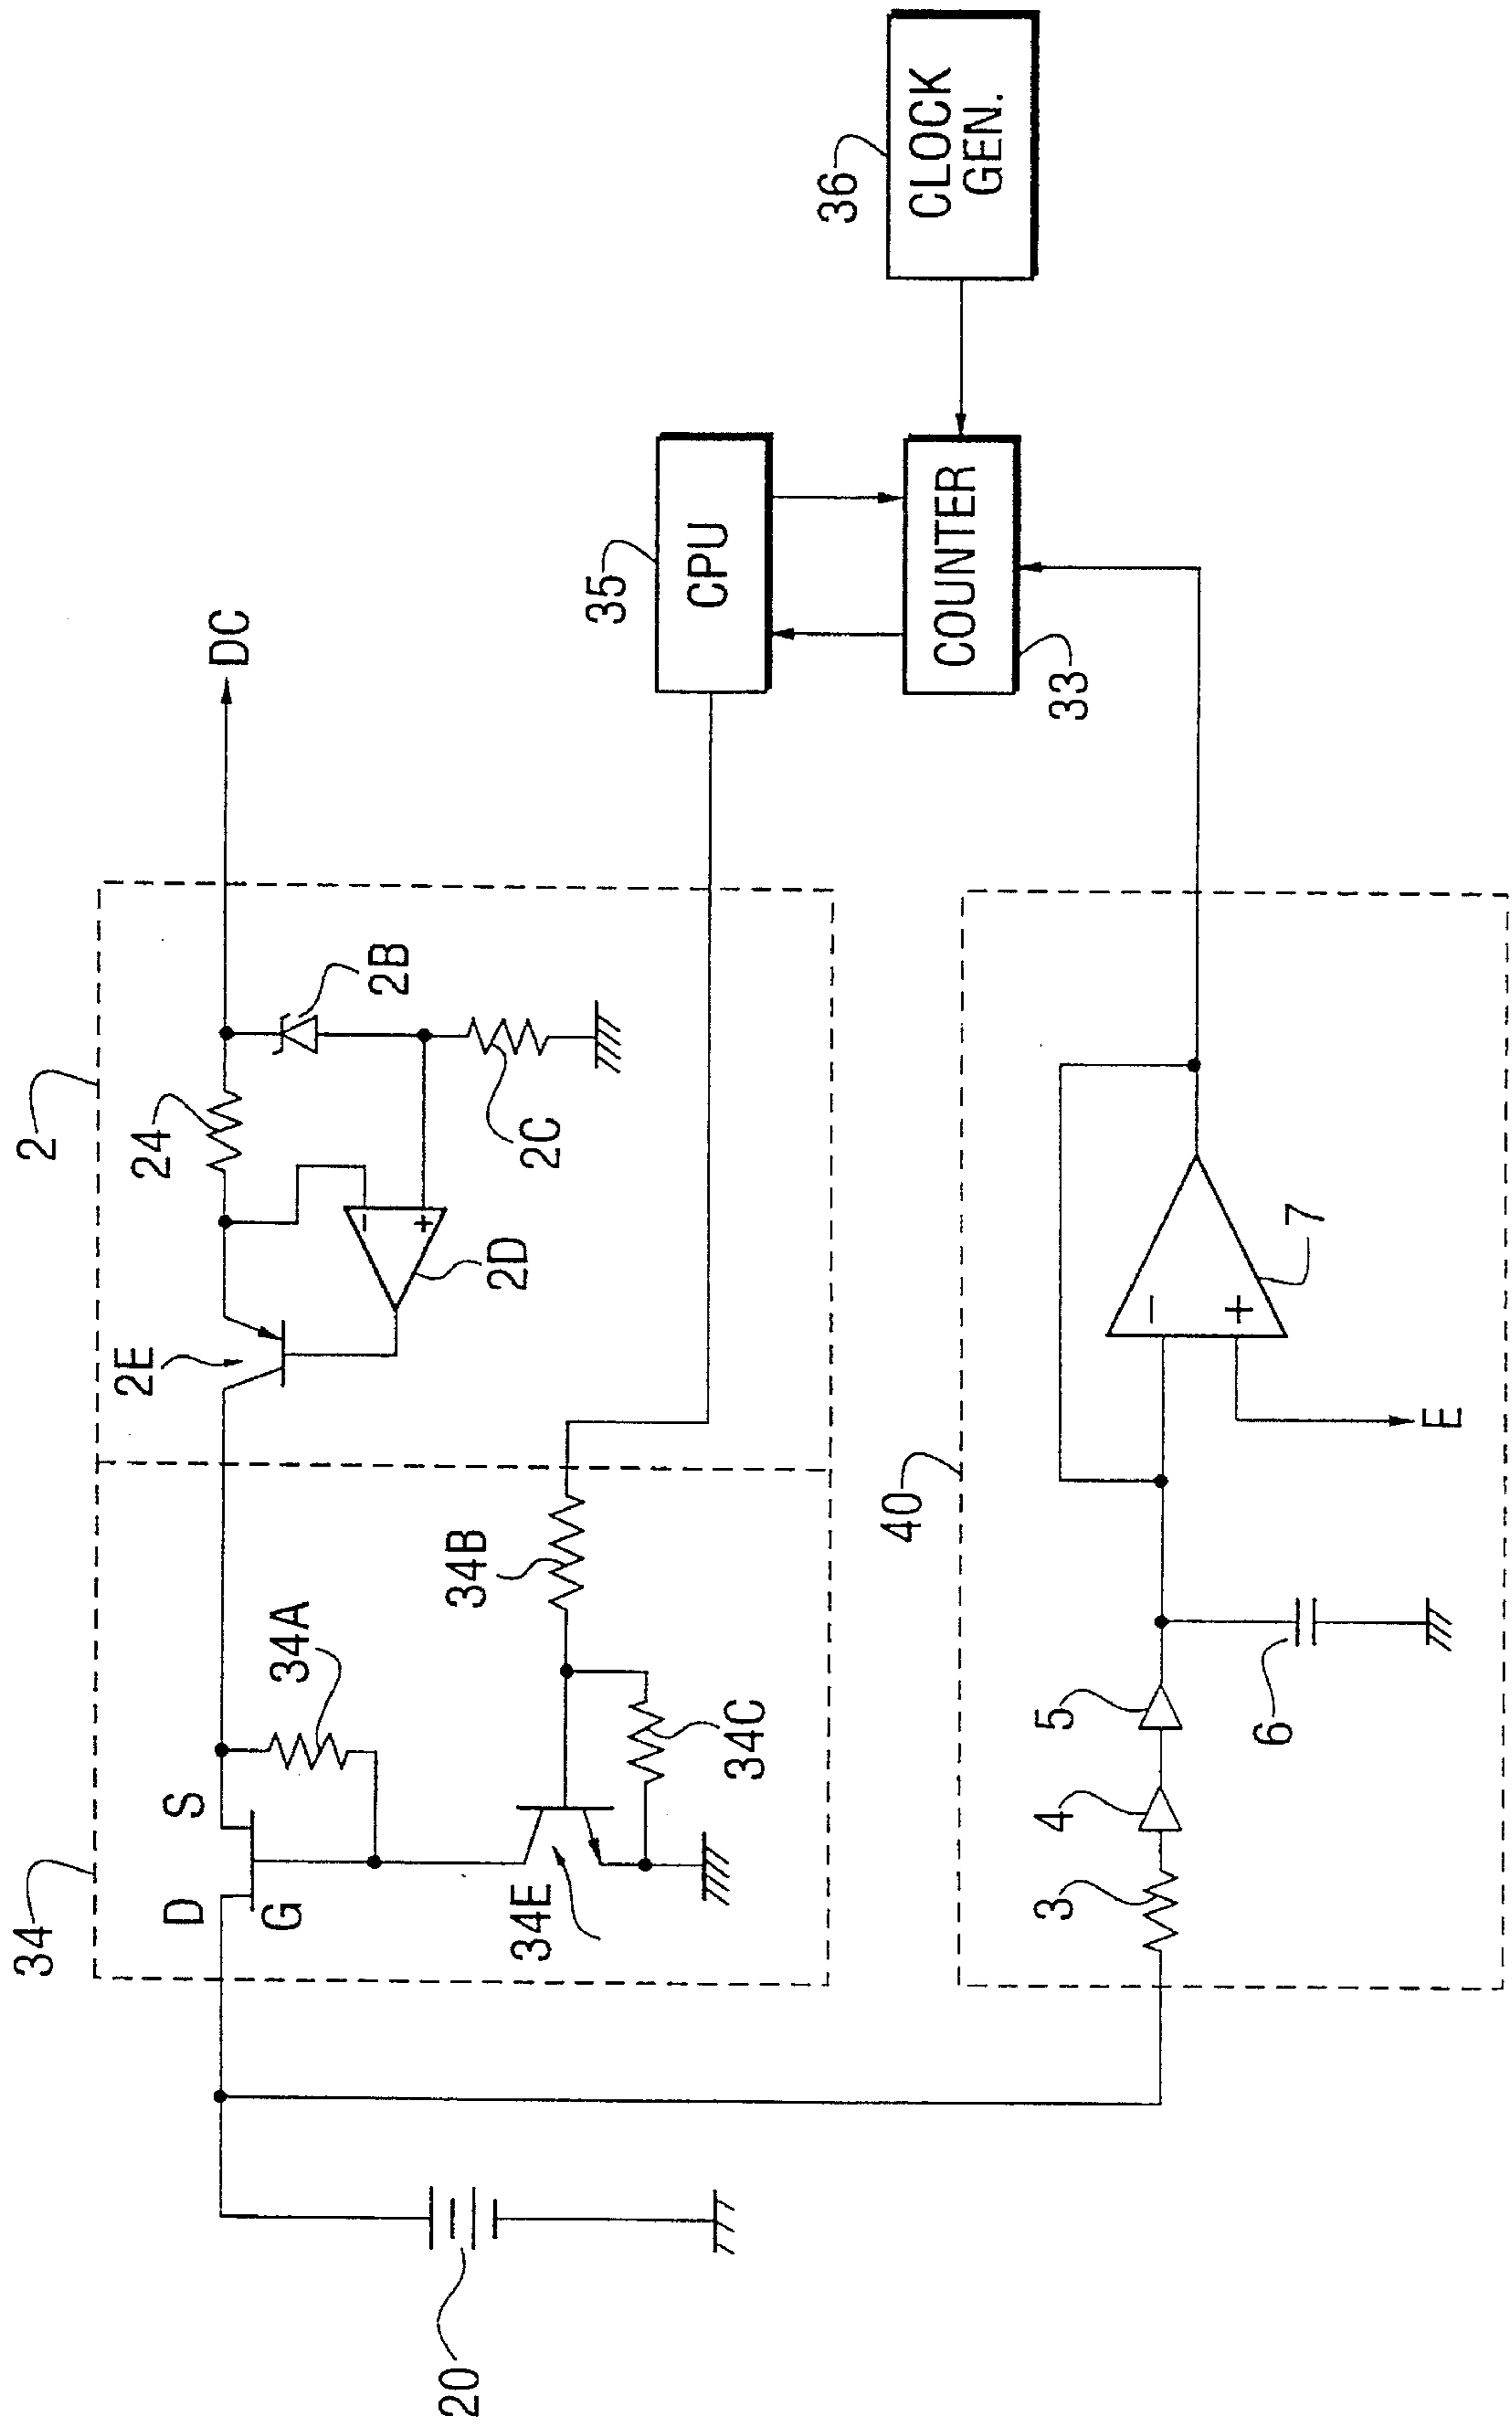 2
34
24
2B
2C
2D
2E
DC
34A
34B
34C
34E
S
D
G
-
+
35
CPU
COUNTER
33
36
CLOCK
GEN.
20
40
3
4
5
6
-
+
7
E